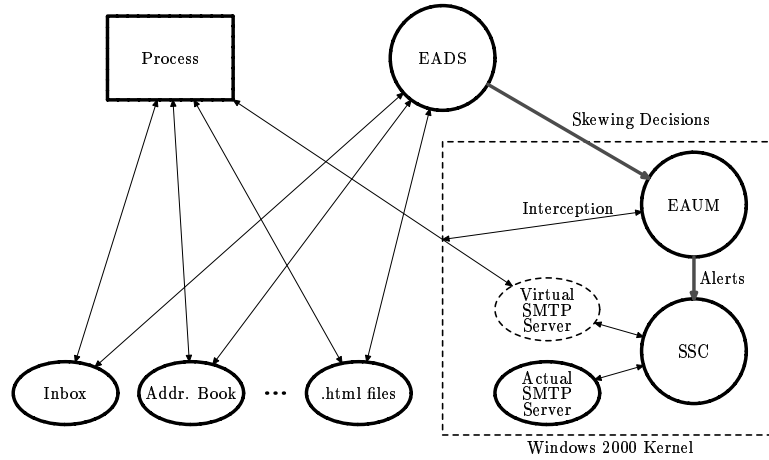 Process
EADS
Skewing Decisions
EAUM
Interception
Alerts
Virtual
SMTP
Server
SSC
Inbox
Addr. Book
...
.html files
Actual
SMTP
Server
Windows 2000 Kernel